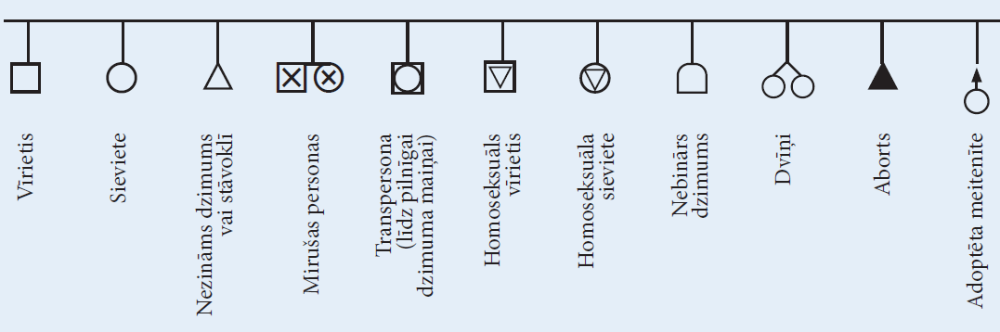 Vīrietis
Sieviete
Nezināms dzimums
vai stāvoklī
Mirušas personas
Transpersona
(līdz pilnīgai
dzimuma maiņai)
Homoseksuāls
vīrietis
Homoseksuāla
sieviete
Nebinārs
dzimums
Dvīņi
Aborts
Adoptēta meitenīte